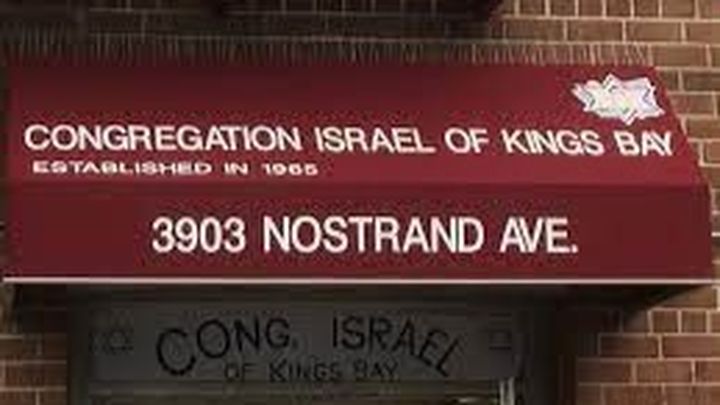 CONGREGATION ISRAEL OF KINGS BAY
ESTABLISHED IN 1965
3903 NOSTRAND AVE.
CONG. ISRAEL
OF KINGS BAY